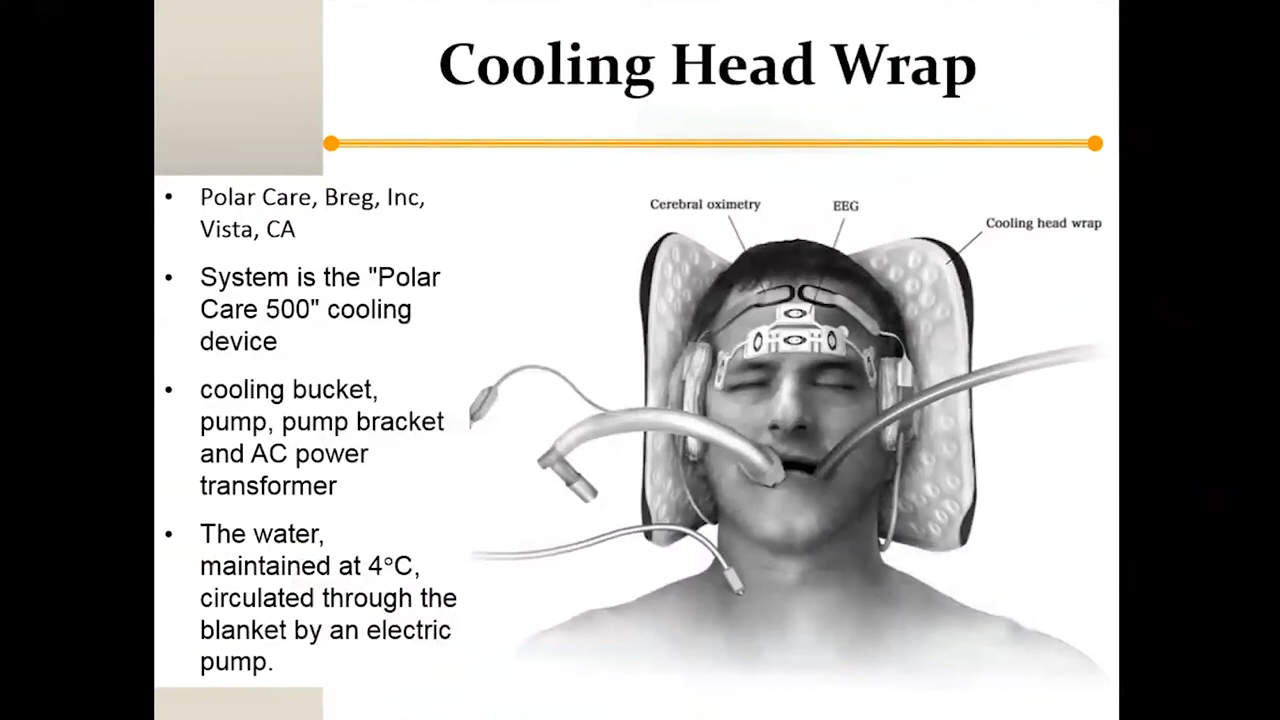 Cooling Head Wrap
• Polar Care, Breg, Inc,
Vista, CA
• System is the "Polar
Care 500" cooling
device
• cooling bucket,
pump, pump bracket
and AC power
transformer
• The water,
maintained at 4°C,
circulated through the
blanket by an electric
pump.
Cerebral oximetry
EEG
Cooling head wrap